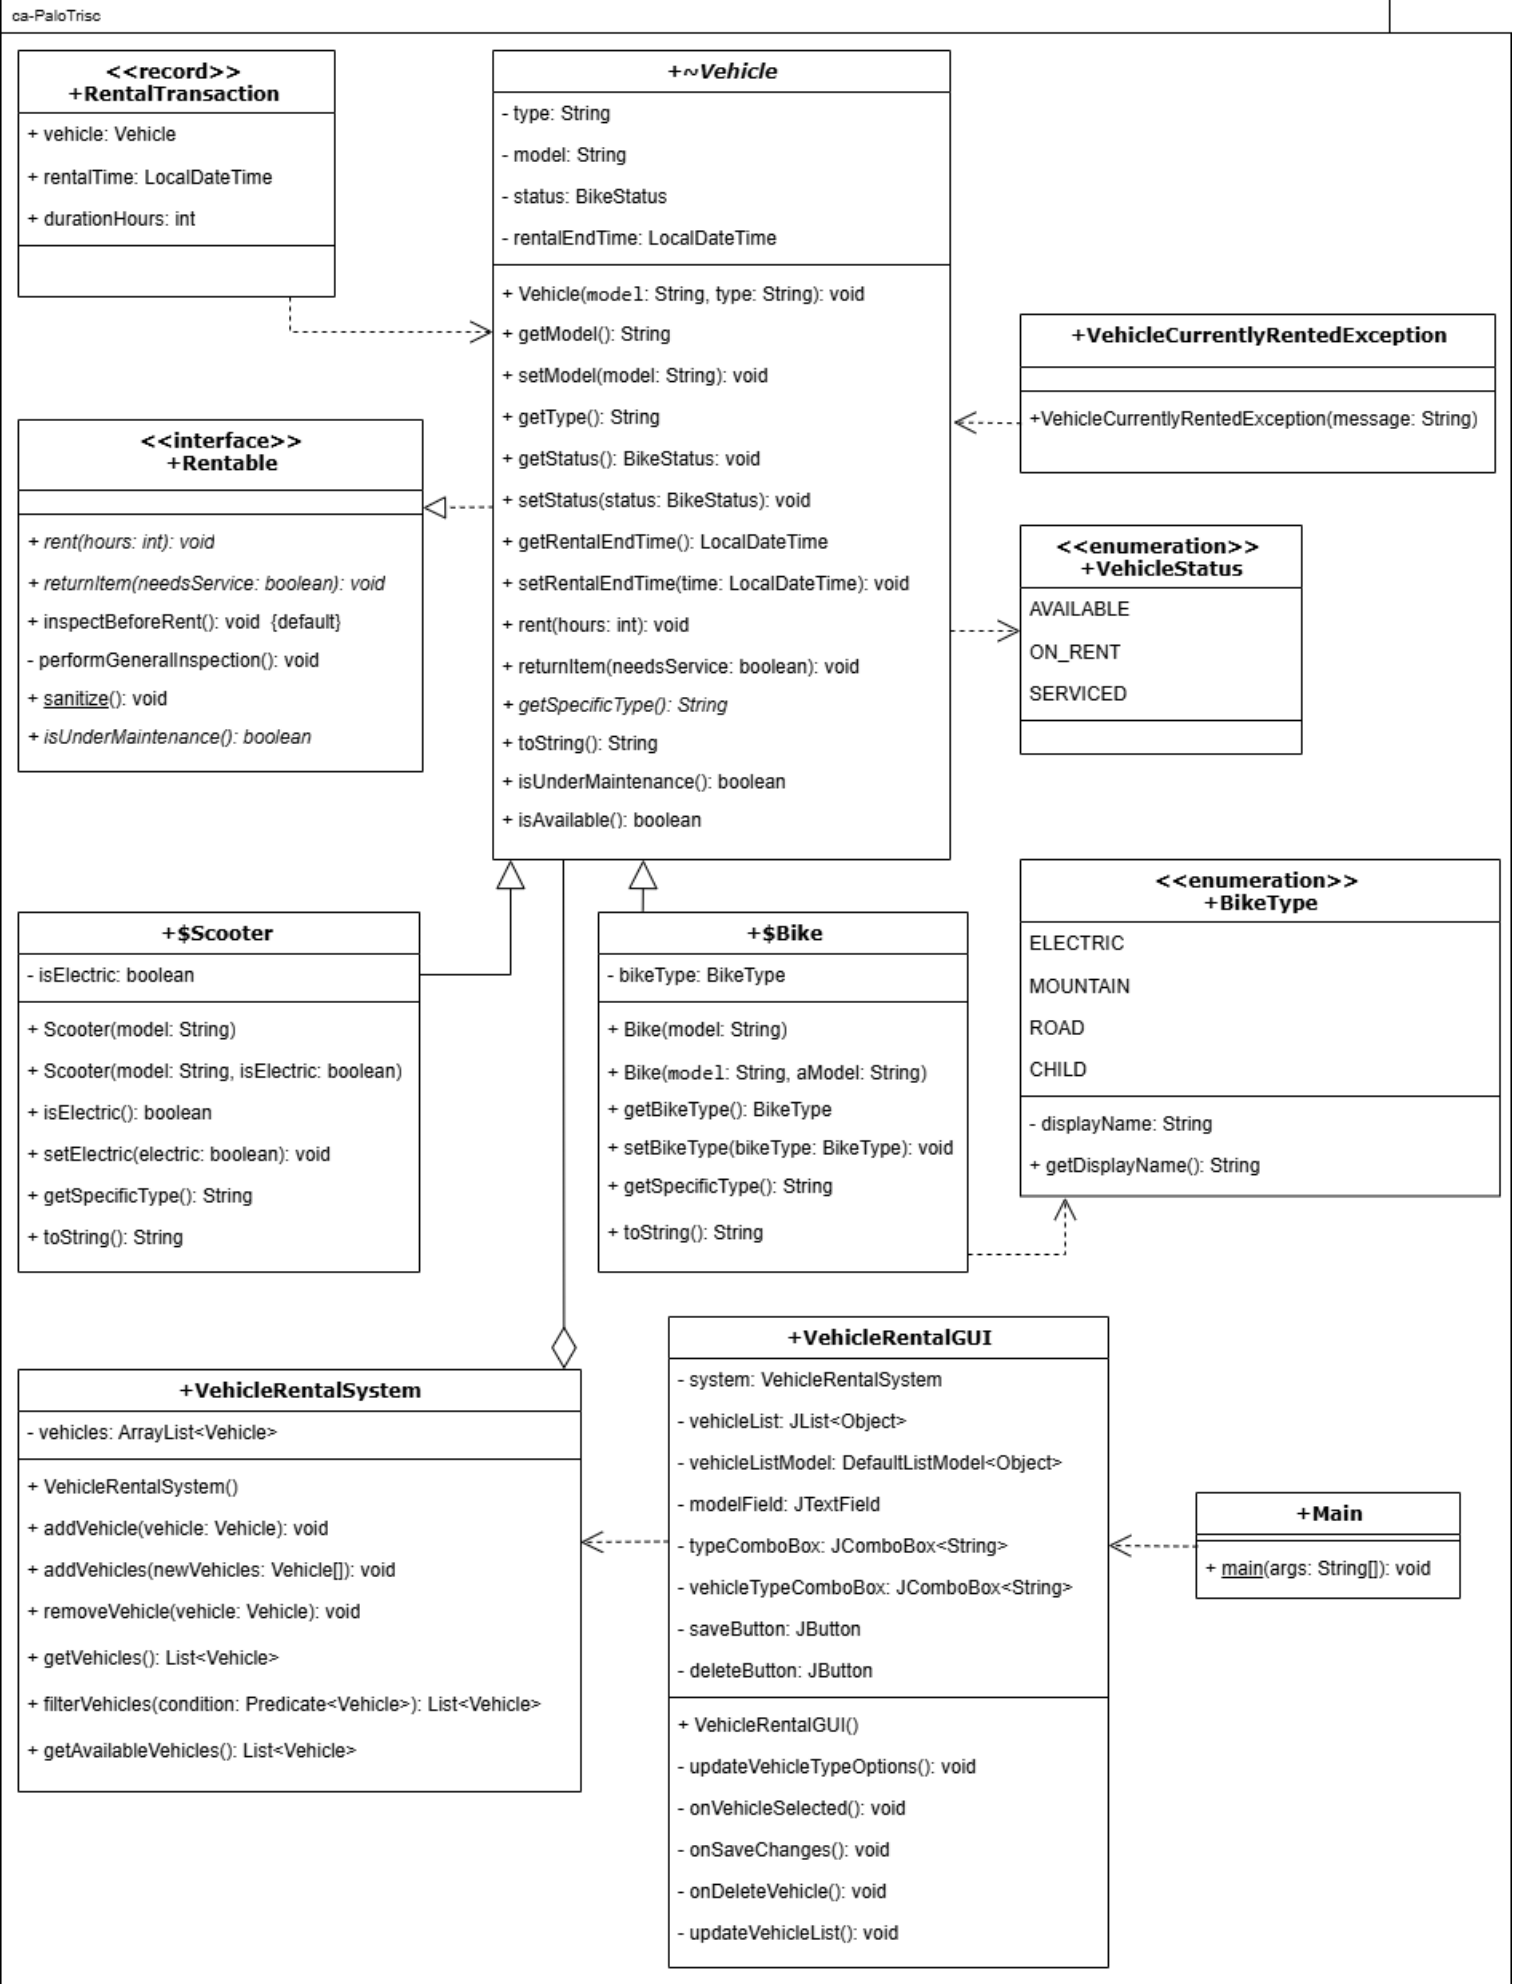 ca-PaloTrisc
<<record>>
+RentalTransaction
+ vehicle: Vehicle
+ rentalTime: LocalDateTime
+ durationHours: int
+~Vehicle
- type: String
- model: String
- status: BikeStatus
- rentalEndTime: LocalDateTime
+ Vehicle(model: String, type: String): void
+ getModel(): String
+ setModel(model: String): void
+ getType(): String
+ getStatus(): BikeStatus: void
+ setStatus(status: BikeStatus): void
+ getRentalEndTime(): LocalDateTime
+ setRentalEndTime(time: LocalDateTime): void
+ rent(hours: int): void
+ returnItem(needsService: boolean): void
+ getSpecificType(): String
+ toString(): String
+ isUnderMaintenance(): boolean
+ isAvailable(): boolean
+VehicleCurrentlyRentedException
+VehicleCurrentlyRentedException(message: String)
<<interface>>
+Rentable
+ rent(hours: int): void
+ returnItem(needsService: boolean): void
+ inspectBeforeRent(): void {default}
- performGeneralInspection(): void
+ sanitize(): void
+ isUnderMaintenance(): boolean
<<enumeration>>
+VehicleStatus
AVAILABLE
ON_RENT
SERVICED
<<enumeration>>
+BikeType
ELECTRIC
MOUNTAIN
ROAD
CHILD
- displayName: String
+ getDisplayName(): String
+$Scooter
- isElectric: boolean
+ Scooter(model: String)
+ Scooter(model: String, isElectric: boolean)
+ isElectric(): boolean
+ setElectric(electric: boolean): void
+ getSpecificType(): String
+ toString(): String
+$Bike
- bikeType: BikeType
+ Bike(model: String)
+ Bike(model: String, aModel: String)
+ getBikeType(): BikeType
+ setBikeType(bikeType: BikeType): void
+ getSpecificType(): String
+ toString(): String
+VehicleRentalSystem
- vehicles: ArrayList<Vehicle>
+ VehicleRentalSystem()
+ addVehicle(vehicle: Vehicle): void
+ addVehicles(newVehicles: Vehicle[]): void
+ removeVehicle(vehicle: Vehicle): void
+ getVehicles(): List<Vehicle>
+ filterVehicles(condition: Predicate<Vehicle>): List<Vehicle>
+ getAvailableVehicles(): List<Vehicle>
+VehicleRentalGUI
- system: VehicleRentalSystem
- vehicleList: JList<Object>
- vehicleListModel: DefaultListModel<Object>
- modelField: JTextField
- typeComboBox: JComboBox<String>
- vehicleTypeComboBox: JComboBox<String>
- saveButton: JButton
- deleteButton: JButton
+ VehicleRentalGUI()
- updateVehicleTypeOptions(): void
- onVehicleSelected(): void
- onSaveChanges(): void
- onDeleteVehicle(): void
- updateVehicleList(): void
+Main
+ main(args: String[]): void